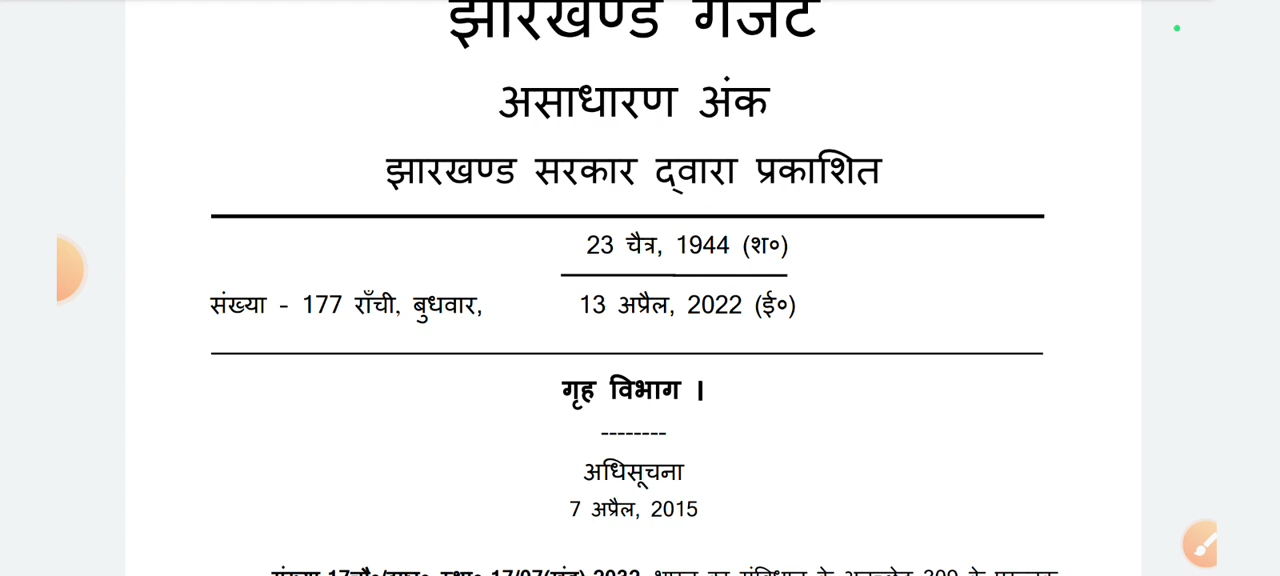 झारखण्ड गजट
असाधारण अंक
झारखण्ड सरकार द्वारा प्रकाशित
23 चैत्र, 1944 (श०)
संख्या - 177 राँची, बुधवार,
13 अप्रैल, 2022 (ई०)
गृह विभाग ।
--------
अधिसूचना
7 अप्रैल, 2015